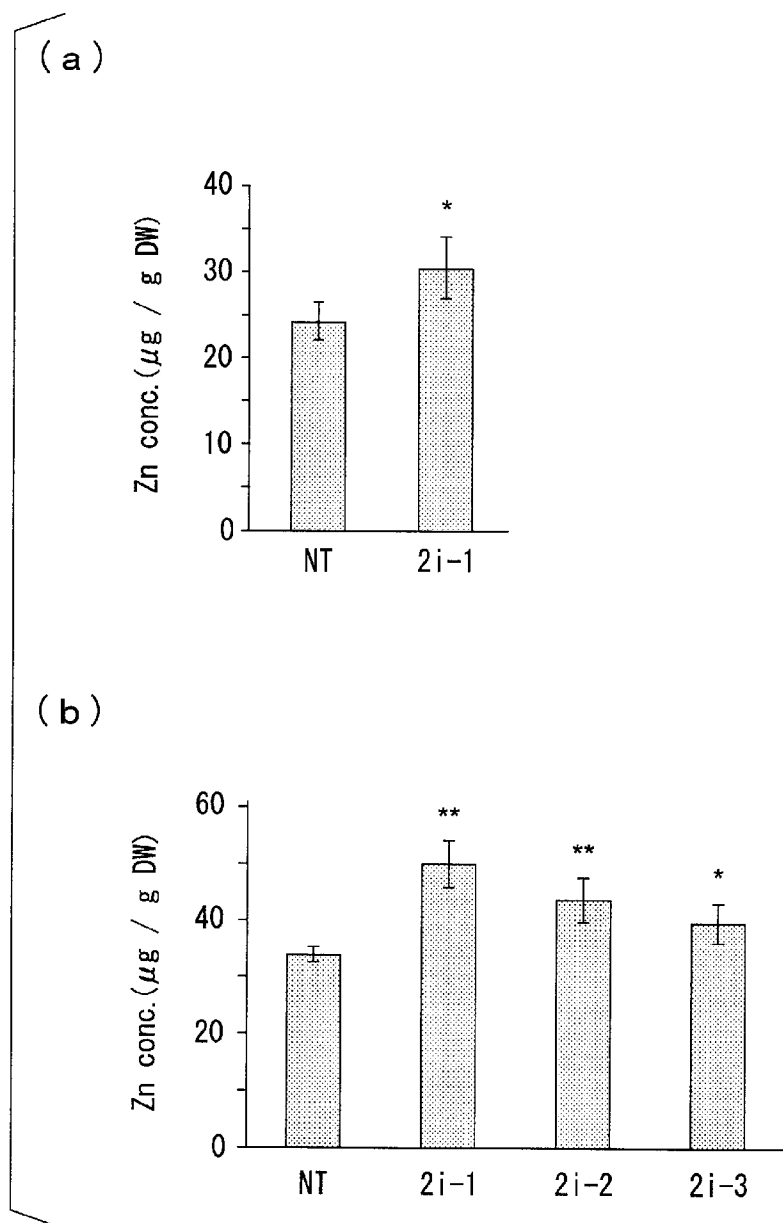 (a)
Zn conc.(μg / g DW)
40
30
20
10
0
*
NT 2i-1
(b)
Zn conc.(μg / g DW)
60
40
20
0
** ** *
NT 2i-1 2i-2 2i-3